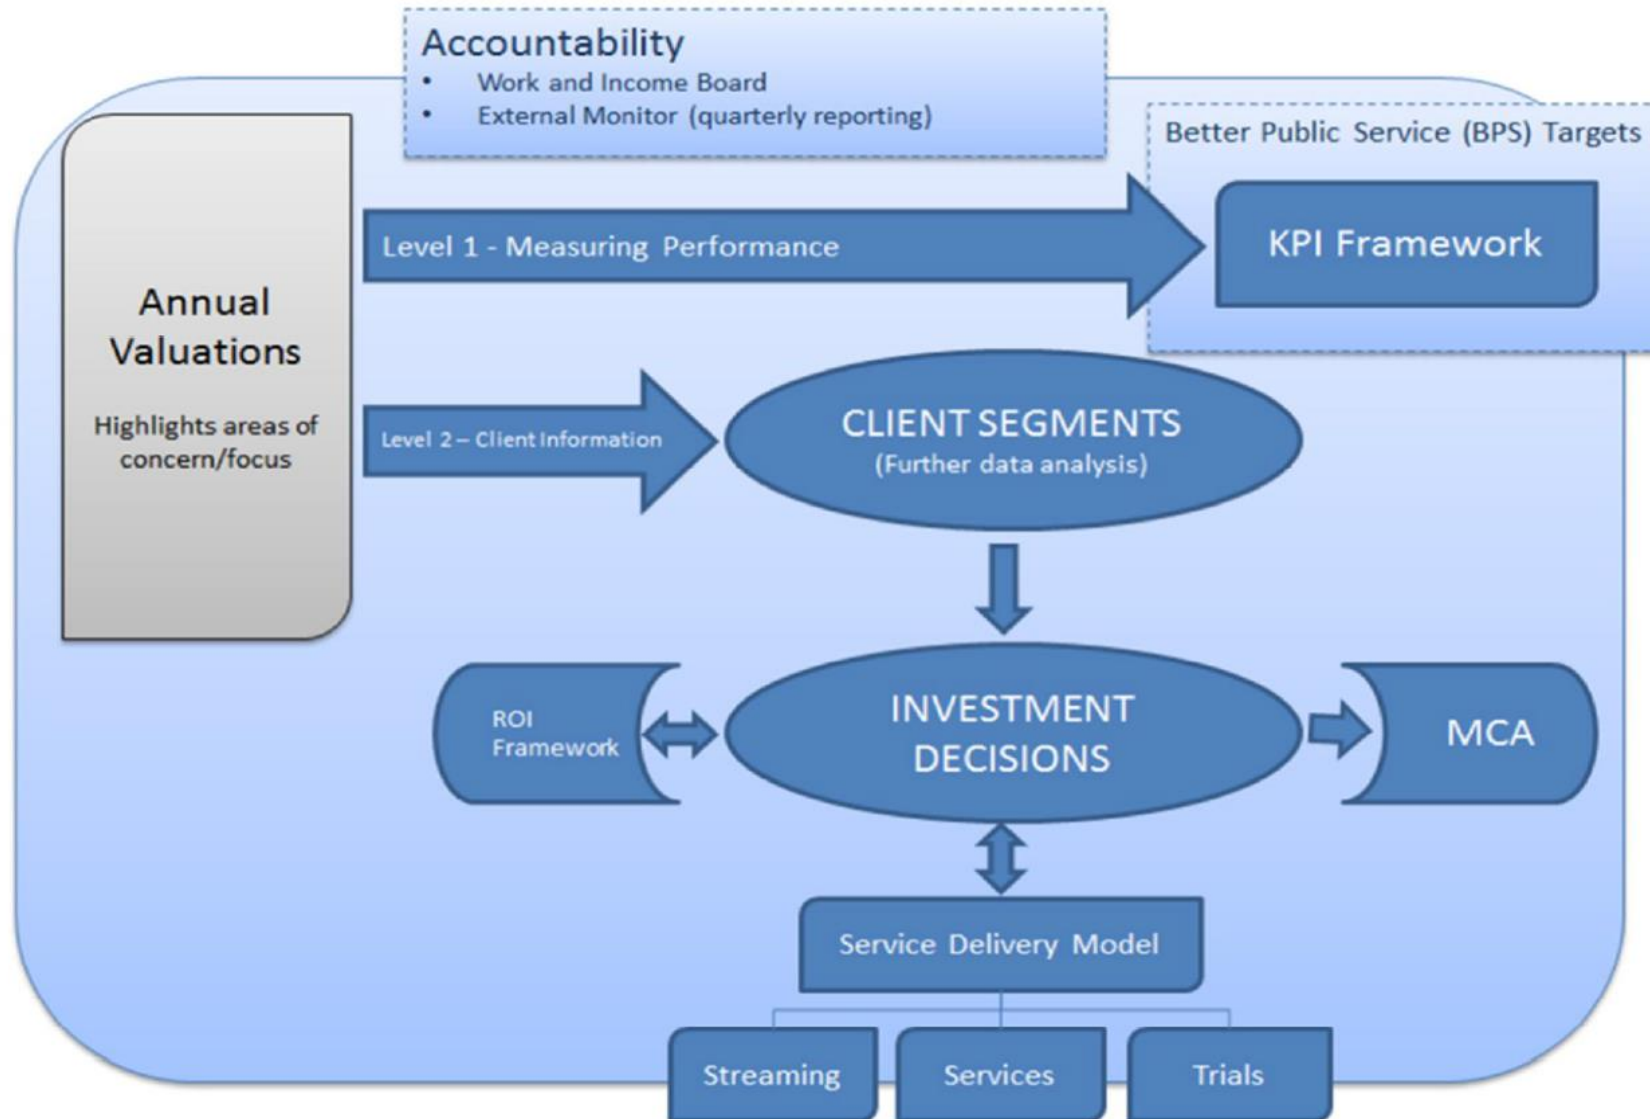 Accountability
• Work and Income Board
• External Monitor (quarterly reporting)
Better Public Service (BPS) Targets
KPI Framework
Level 1 - Measuring Performance
Annual
Valuations
Highlights areas of
concern/focus
Level 2 – Client Information
CLIENT SEGMENTS
(Further data analysis)
ROI
Framework
INVESTMENT
DECISIONS
MCA
Service Delivery Model
Streaming
Services
Trials